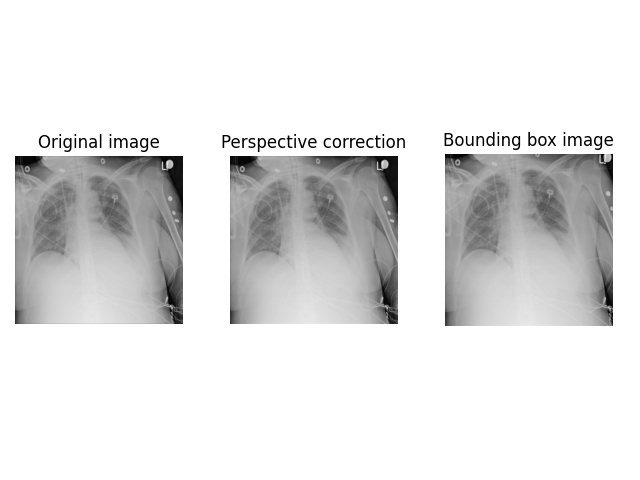 Original image
Perspective correction
Bounding box image
L
L
L